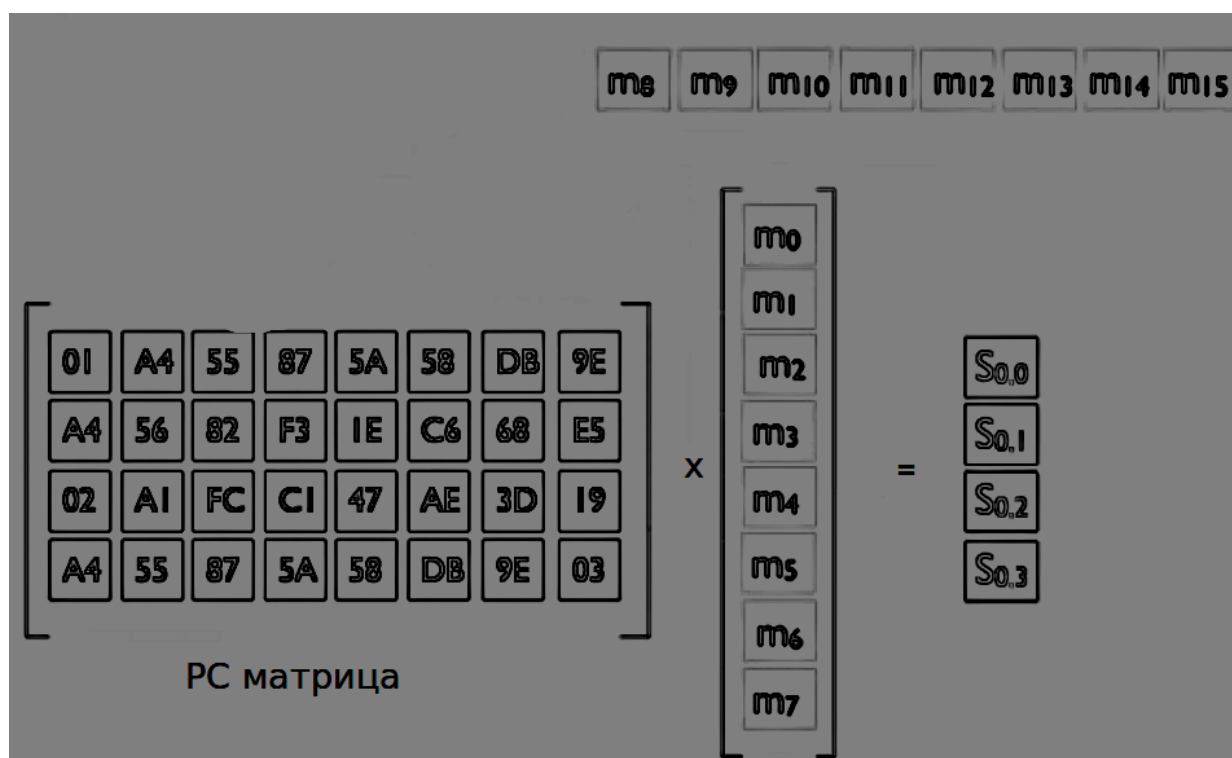 m8 m9 m10 m11 m12 m13 m14 m15
m0
m1
m2
m3
m4
m5
m6
m7
01 A4 55 87 5A 58 DB 9E
A4 56 82 F3 1E C6 68 E5
02 A1 FC C1 47 AE 3D 19
A4 55 87 5A 58 DB 9E 03
x
=
S0,0
S0,1
S0,2
S0,3
РС матрица